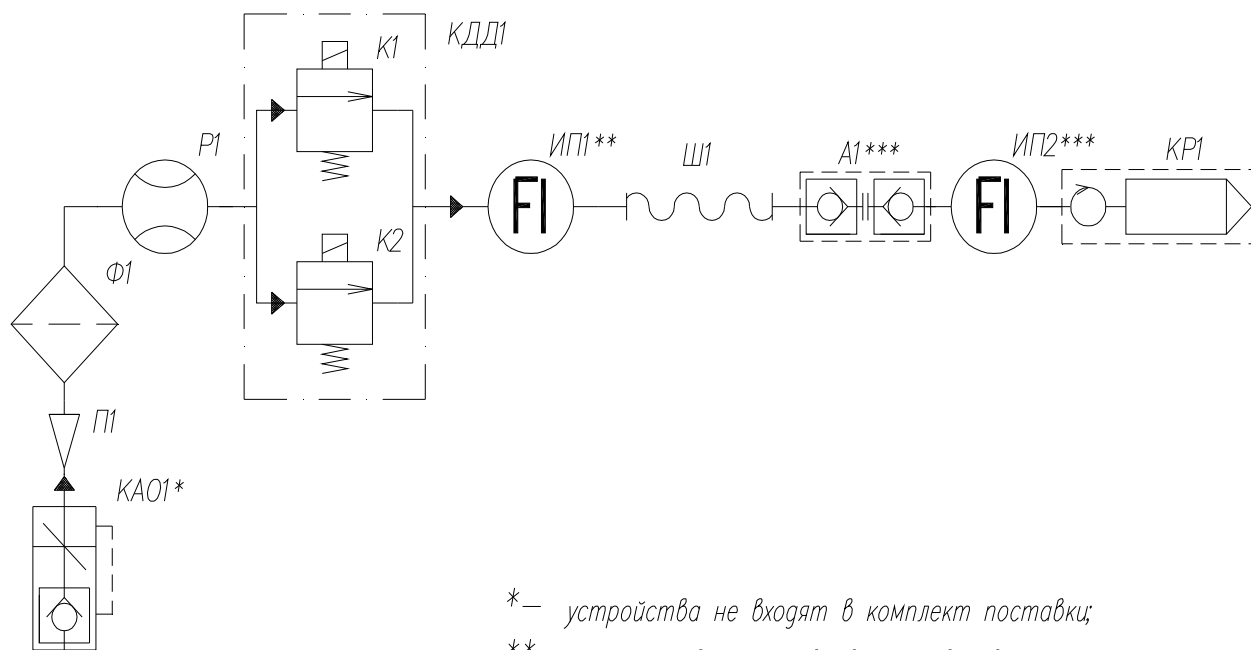 К1
КДД1
Р1
ИП1**
Ш1
А1***
ИП2***
КР1
FI
FI
К2
Ф1
П1
КАО1*
*— устройства не входят в комплект поставки;
**